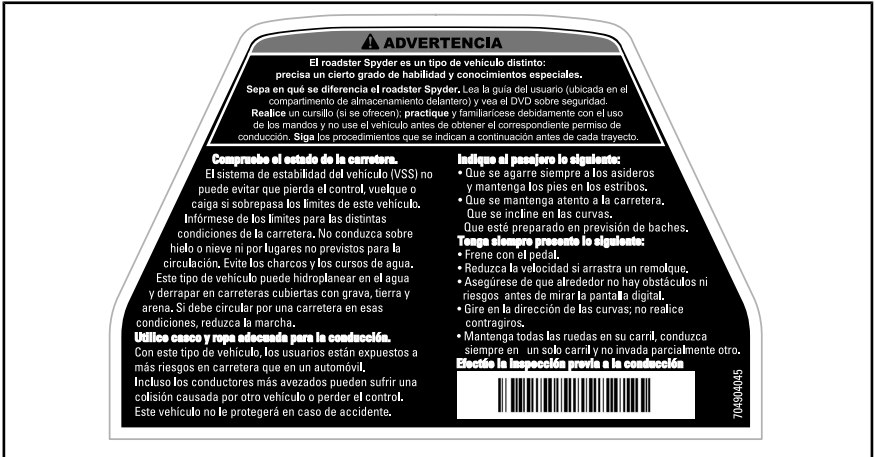 ADVERTENCIA
El roadster Spyder es un tipo de vehículo distinto:
precisa un cierto grado de habilidad y conocimientos especiales.
Sepa en qué se diferencia el roadster Spyder. Lea la guía del usuario (ubicada en el
compartimento de almacenamiento delantero) y vea el DVD sobre seguridad.
Realice un cursillo (si se ofrecen); practique y familiarícese debidamente con el uso
de los mandos y no use el vehículo antes de obtener el correspondiente permiso de
conducción. Siga los procedimientos que se indican a continuación antes de cada trayecto.
Compruebe el estado de la carretera.
El sistema de estabilidad del vehículo (VSS) no
puede evitar que pierda el control, vuelque o
caiga si sobrepasa los límites de este vehículo.
Infórmese de los límites para las distintas
condiciones de la carretera. No conduzca sobre
hielo o nieve ni por lugares no previstos para la
circulación. Evite los charcos y los cursos de agua.
Este tipo de vehículo puede hidroplanear en el agua
y derrapar en carreteras cubiertas con grava, tierra y
arena. Si debe circular por una carretera en esas
condiciones, reduzca la marcha.
Utilice casco y ropa adecuada para la conducción.
Con este tipo de vehículo, los usuarios están expuestos a
más riesgos en carretera que en un automóvil.
Incluso los conductores más avezados pueden sufrir una
colisión causada por otro vehículo o perder el control.
Este vehículo no le protegerá en caso de accidente.
Indique al pasajero lo siguiente:
• Que se agarre siempre a los asideros
y mantenga los pies en los estribos.
• Que se mantenga atento a la carretera.
Que se incline en las curvas.
Que esté preparado en previsión de baches.
Tenga siempre presente lo siguiente:
• Frene con el pedal.
• Reduzca la velocidad si arrastra un remolque.
• Asegúrese de que alrededor no hay obstáculos ni
riesgos antes de mirar la pantalla digital.
• Gire en la dirección de las curvas; no realice
contragiros.
• Mantenga todas las ruedas en su carril, conduzca
siempre en un solo carril y no invada parcialmente otro.
Efectúe la inspección previa a la conducción
704904045